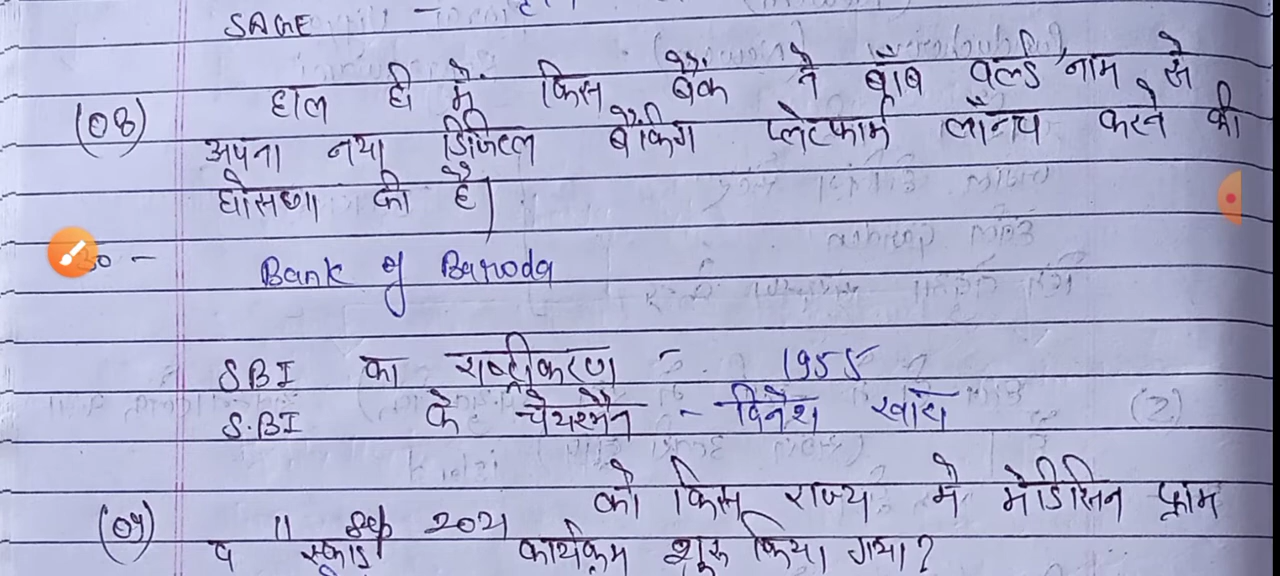 SAGE -
(08) हाल ही में किस बैंक ने बॉब वर्ल्ड नाम से
अपना नया डिजिटल बैंकिंग प्लेटफार्म लॉन्च करने की
घोसणा की है|
उ० - Bank of Baroda
SBI का राष्ट्रीकरण - 1955
S.BI के चेयरमैन - दिनेश खारा
(09) 11 Sep 2021 को किस राज्य में मेडिसिन फ्रॉम
द स्काई कार्यक्रम शुरू किया गया?